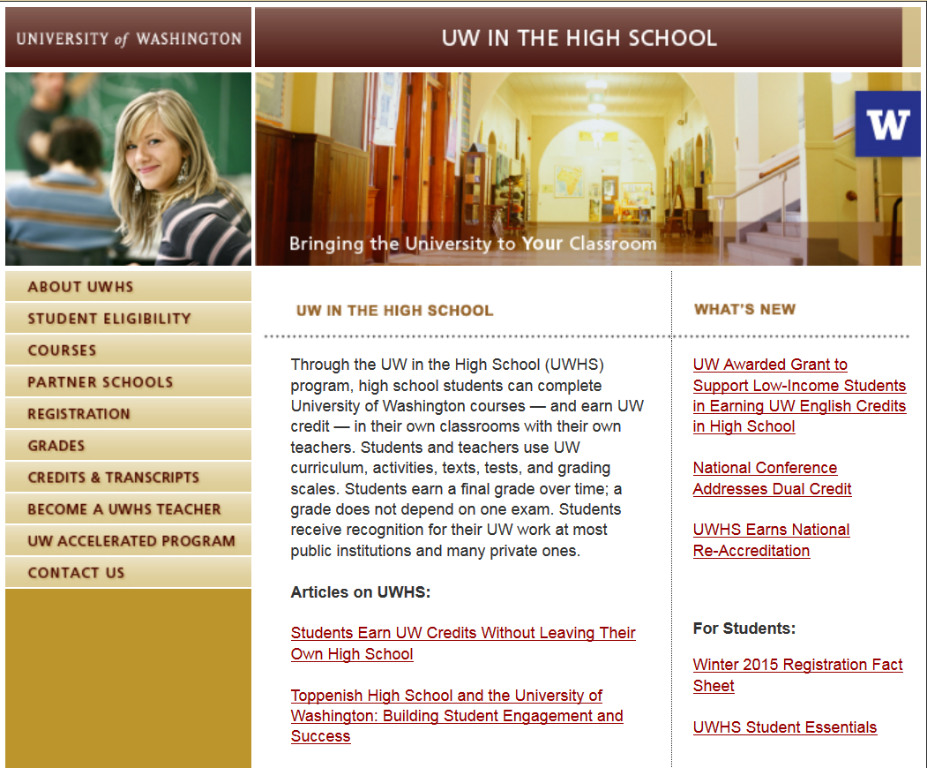 UNIVERSITY of WASHINGTON
UW IN THE HIGH SCHOOL
W
Bringing the University to Your Classroom
ABOUT UWHS
STUDENT ELIGIBILITY
COURSES
PARTNER SCHOOLS
REGISTRATION
GRADES
CREDITS & TRANSCRIPTS
BECOME A UWHS TEACHER
UW ACCELERATED PROGRAM
CONTACT US
UW IN THE HIGH SCHOOL
Through the UW in the High School (UWHS)
program, high school students can complete
University of Washington courses — and earn UW
credit — in their own classrooms with their own
teachers. Students and teachers use UW
curriculum, activities, texts, tests, and grading
scales. Students earn a final grade over time; a
grade does not depend on one exam. Students
receive recognition for their UW work at most
public institutions and many private ones.
Articles on UWHS:
Students Earn UW Credits Without Leaving Their
Own High School
Toppenish High School and the University of
Washington: Building Student Engagement and
Success
WHAT'S NEW
UW Awarded Grant to
Support Low-Income Students
in Earning UW English Credits
in High School
National Conference
Addresses Dual Credit
UWHS Earns National
Re-Accreditation
For Students:
Winter 2015 Registration Fact
Sheet
UWHS Student Essentials